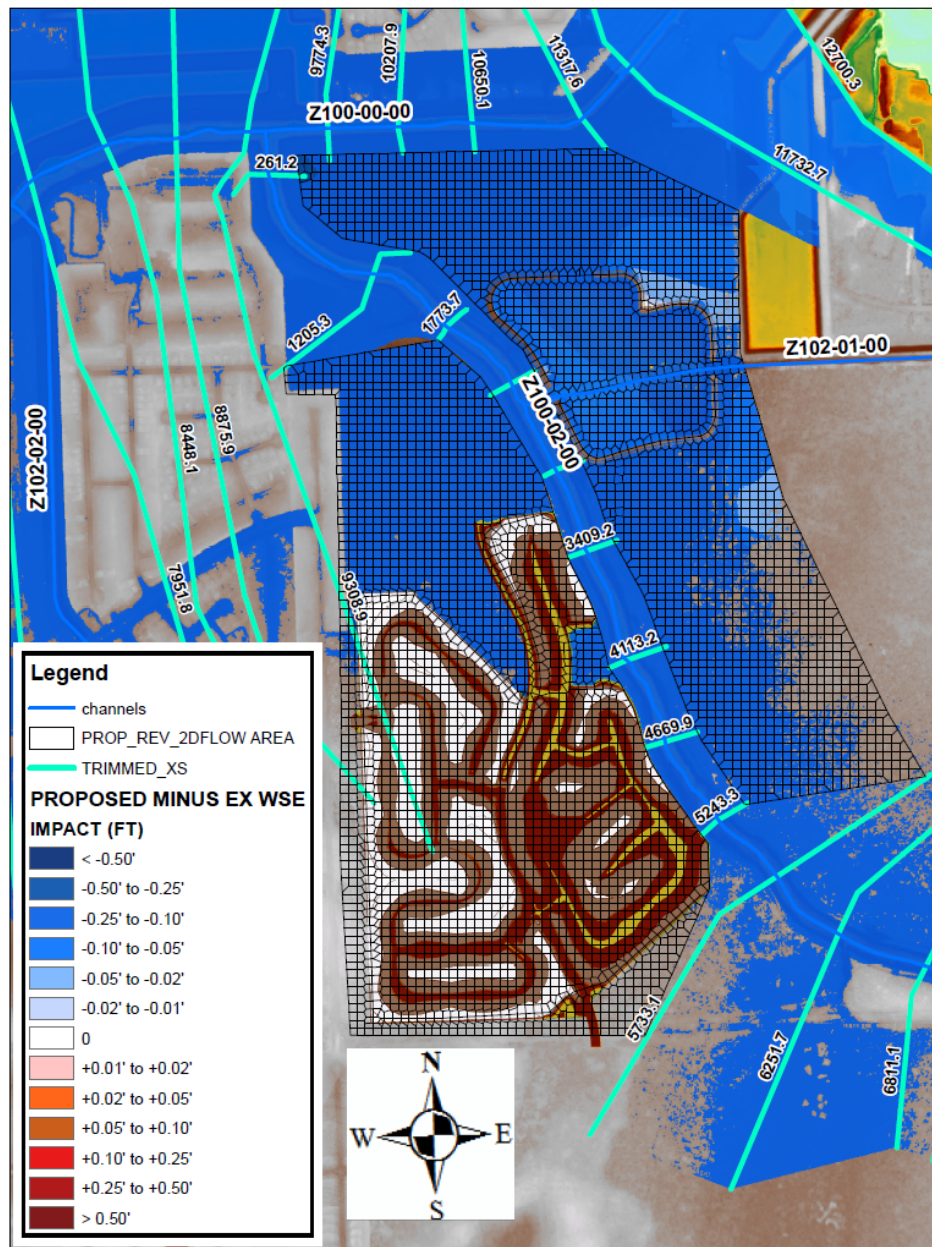 9774.3
10207.9
10650.1
11317.6
12700.3
Z100-00-00
11732.7
261.2
1773.7
1205.3
Z102-01-00
Z100-02-00
8875.9
8448.1
Z102-02-00
3409.2
7951.8
9308.9
4113.2
4669.9
5243.3
5733.1
6251.7
6811.1
Legend
channels
PROP_REV_2DFLOW AREA
TRIMMED_XS
PROPOSED MINUS EX WSE
IMPACT (FT)
< -0.50'
-0.50' to -0.25'
-0.25' to -0.10'
-0.10' to -0.05'
-0.05' to -0.02'
-0.02' to -0.01'
0
+0.01' to +0.02'
+0.02' to +0.05'
+0.05' to +0.10'
+0.10' to +0.25'
+0.25' to +0.50'
> 0.50'
N
W E
S